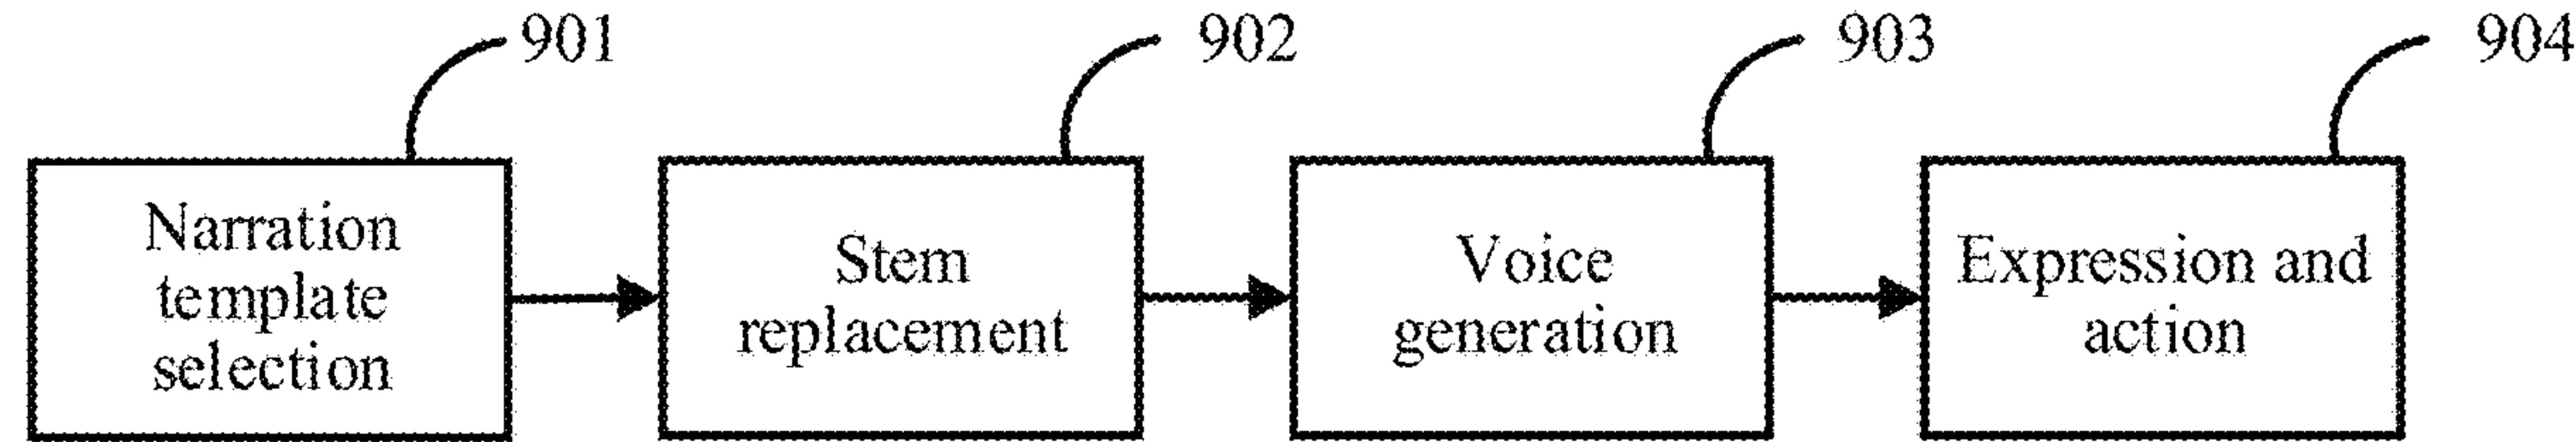 901
902
903
904
Narration
template
selection
Stem
replacement
Voice
generation
Expression and
action